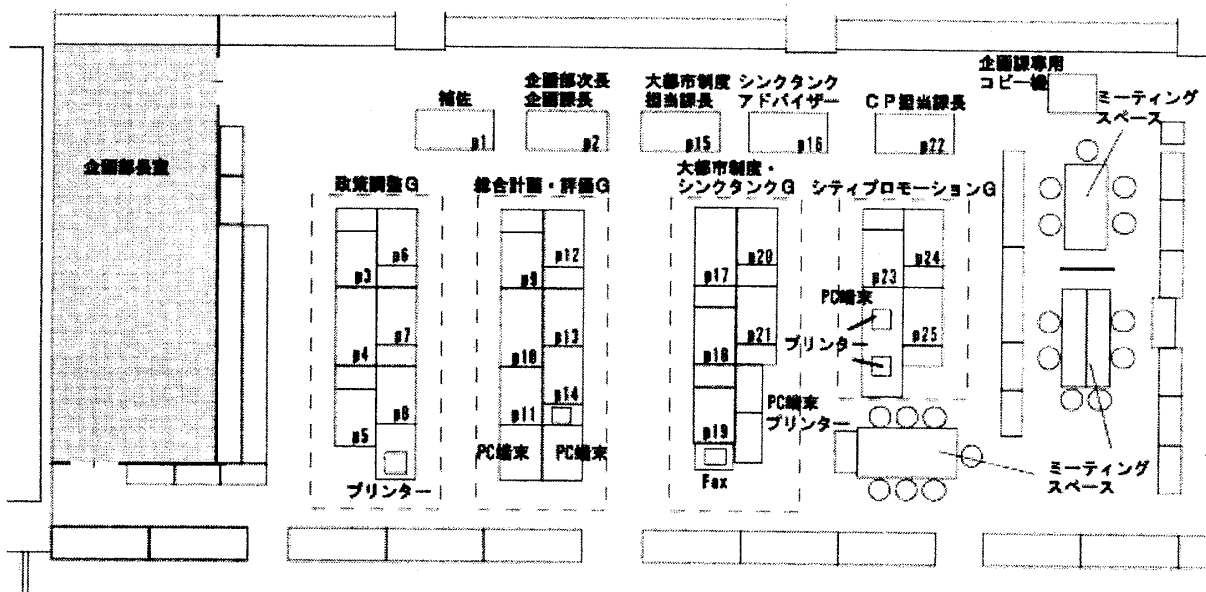 企画部長室
補佐
p1
企画部次長
企画課長
p2
大都市制度
担当課長
p15
シンクタンク
アドバイザー
p16
CP担当課長
p22
企画課専用
コピー機
ミーティング
スペース
政策調整G
p3
p6
p4
p7
p5
p8
プリンター
総合計画・評価G
p9
p12
p10
p13
p11
p14
PC端末
PC端末
大都市制度・
シンクタンクG
p17
p20
p18
p21
p19
PC端末
プリンター
Fax
シティプロモーションG
p23
p24
PC端末
プリンター
p25
ミーティング
スペース